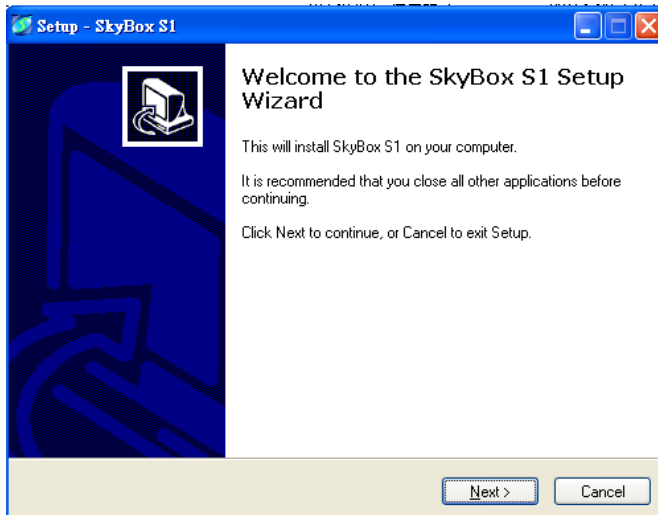 Setup - SkyBox S1
Welcome to the SkyBox S1 Setup
Wizard
This will install SkyBox S1 on your computer.
It is recommended that you close all other applications before
continuing.
Click Next to continue, or Cancel to exit Setup.
Next >
Cancel